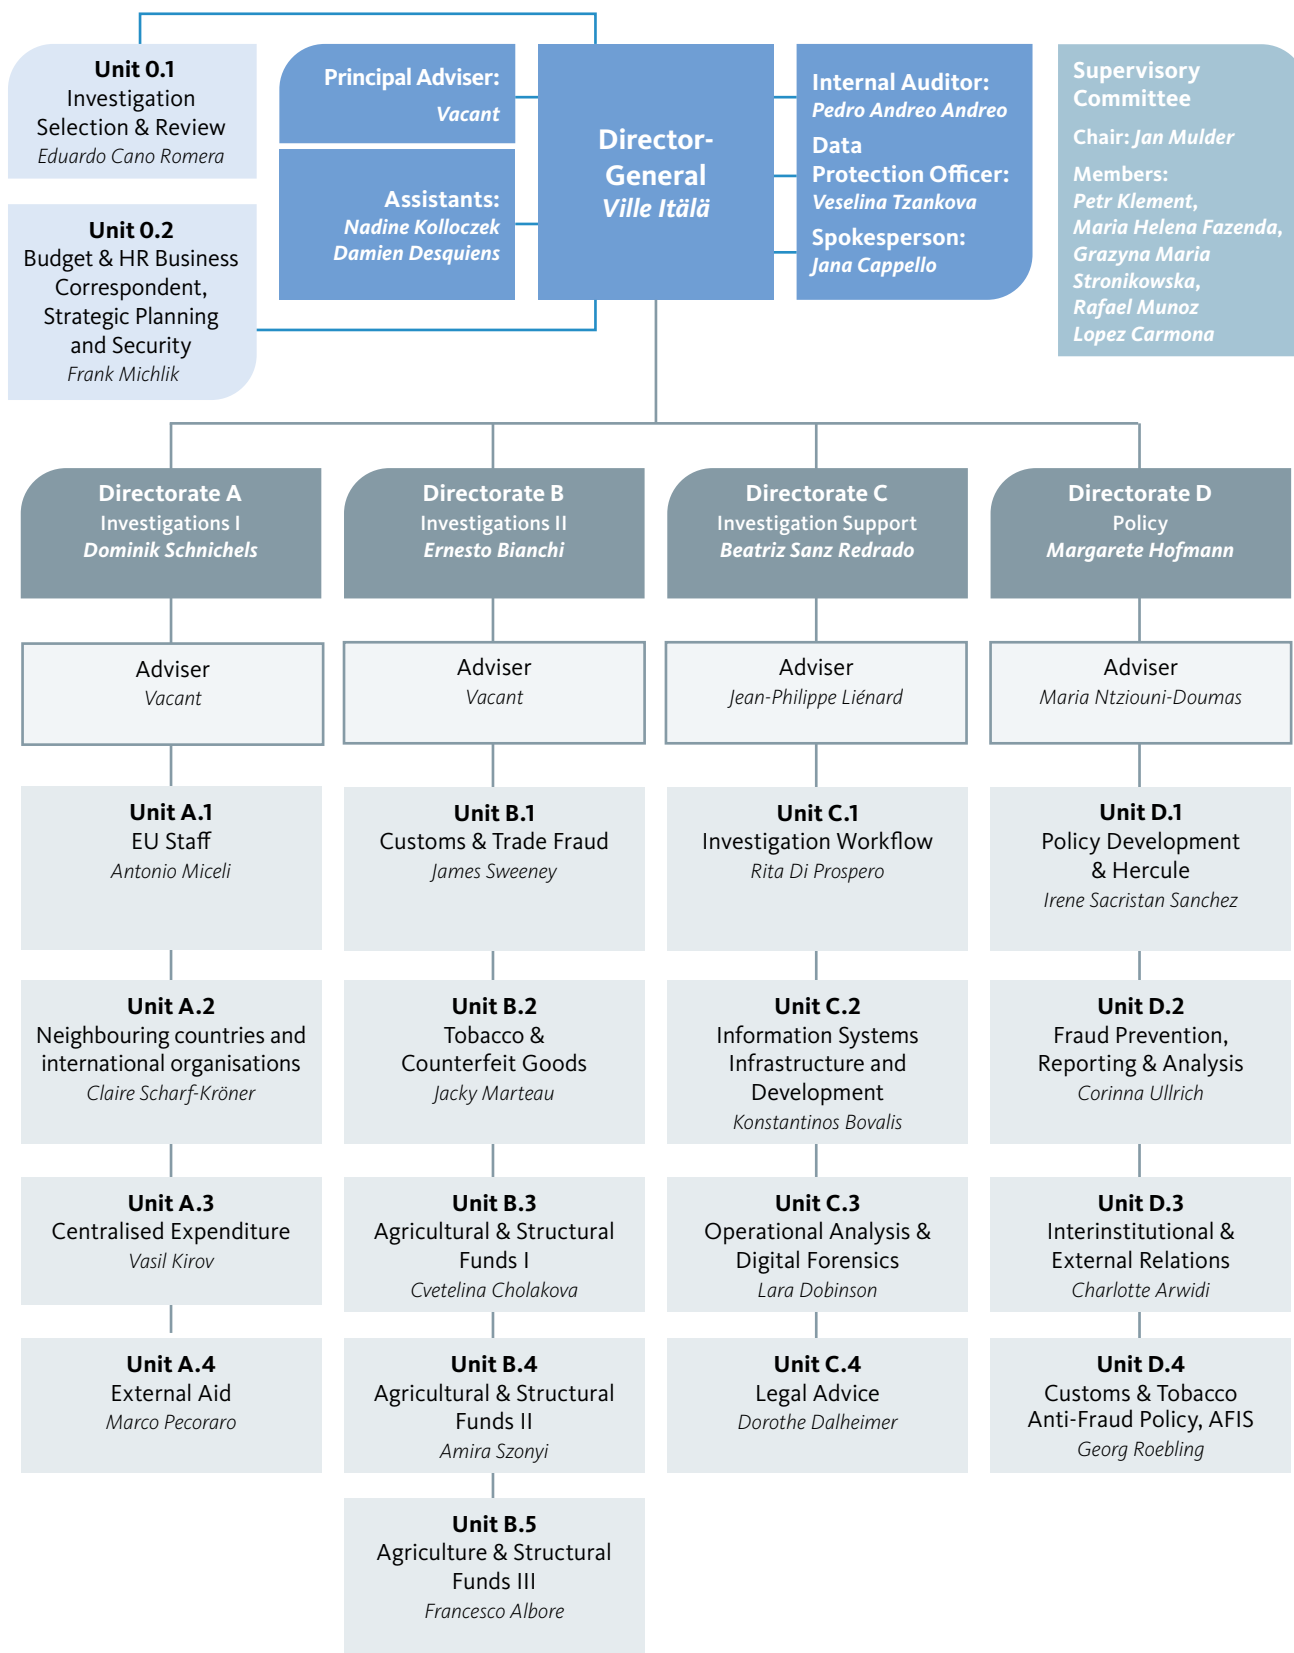 Unit 0.1
Investigation
Selection & Review
Eduardo Cano Romera
Unit 0.2
Budget & HR Business
Correspondent,
Strategic Planning
and Security
Frank Michlik
Principal Adviser:
Vacant
Assistants:
Nadine Kolloczek
Damien Desquiens
Director-
General
Ville Itälä
Internal Auditor:
Pedro Andreo Andreo
Data
Protection Officer:
Veselina Tzankova
Spokesperson:
Jana Cappello
Supervisory
Committee
Chair: Jan Mulder
Members:
Petr Klement,
Maria Helena Fazenda,
Grazyna Maria
Stronikowska,
Rafael Munoz
Lopez Carmona
Directorate A
Investigations I
Dominik Schnichels
Adviser
Vacant
Unit A.1
EU Staff
Antonio Miceli
Unit A.2
Neighbouring countries and
international organisations
Claire Scharf-Kröner
Unit A.3
Centralised Expenditure
Vasil Kirov
Unit A.4
External Aid
Marco Pecoraro
Directorate B
Investigations II
Ernesto Bianchi
Adviser
Vacant
Unit B.1
Customs & Trade Fraud
James Sweeney
Unit B.2
Tobacco &
Counterfeit Goods
Jacky Marteau
Unit B.3
Agricultural & Structural
Funds I
Cvetelina Cholakova
Unit B.4
Agricultural & Structural
Funds II
Amira Szonyi
Unit B.5
Agriculture & Structural
Funds III
Francesco Albore
Directorate C
Investigation Support
Beatriz Sanz Redrado
Adviser
Jean-Philippe Liénard
Unit C.1
Investigation Workflow
Rita Di Prospero
Unit C.2
Information Systems
Infrastructure and
Development
Konstantinos Bovalis
Unit C.3
Operational Analysis &
Digital Forensics
Lara Dobinson
Unit C.4
Legal Advice
Dorothe Dalheimer
Directorate D
Policy
Margarete Hofmann
Adviser
Maria Ntziouni-Doumas
Unit D.1
Policy Development
& Hercule
Irene Sacristan Sanchez
Unit D.2
Fraud Prevention,
Reporting & Analysis
Corinna Ullrich
Unit D.3
Interinstitutional &
External Relations
Charlotte Arwidi
Unit D.4
Customs & Tobacco
Anti-Fraud Policy, AFIS
Georg Roebling